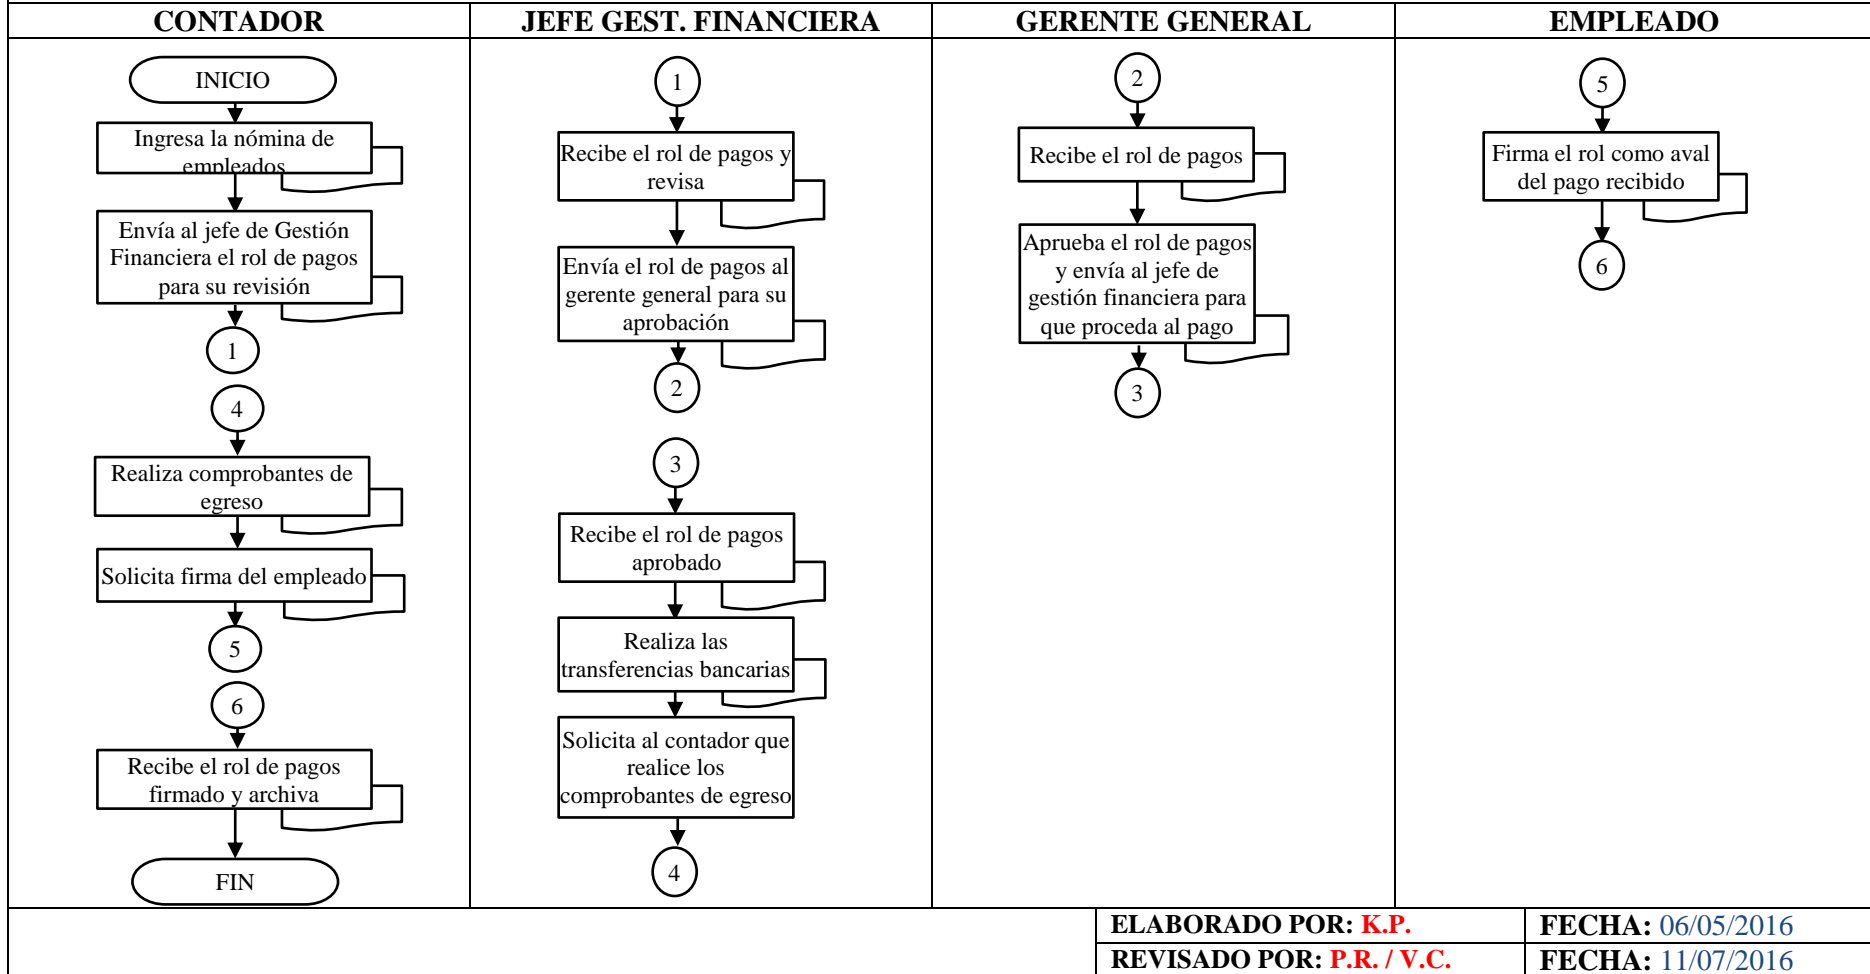 CONTADOR
JEFE GEST. FINANCIERA
GERENTE GENERAL
EMPLEADO
INICIO
Ingresa la nómina de
empleados
Envía al jefe de Gestión
Financiera el rol de pagos
para su revisión
1
4
Realiza comprobantes de
egreso
Solicita firma del empleado
5
6
Recibe el rol de pagos
firmado y archiva
FIN
1
Recibe el rol de pagos y
revisa
Envía el rol de pagos al
gerente general para su
aprobación
2
3
Recibe el rol de pagos
aprobado
Realiza las
transferencias bancarias
Solicita al contador que
realice los
comprobantes de egreso
4
2
Recibe el rol de pagos
Aprueba el rol de pagos
y envía al jefe de
gestión financiera para
que proceda al pago
3
5
Firma el rol como aval
del pago recibido
6
ELABORADO POR: K.P.
FECHA: 06/05/2016
REVISADO POR: P.R. / V.C.
FECHA: 11/07/2016